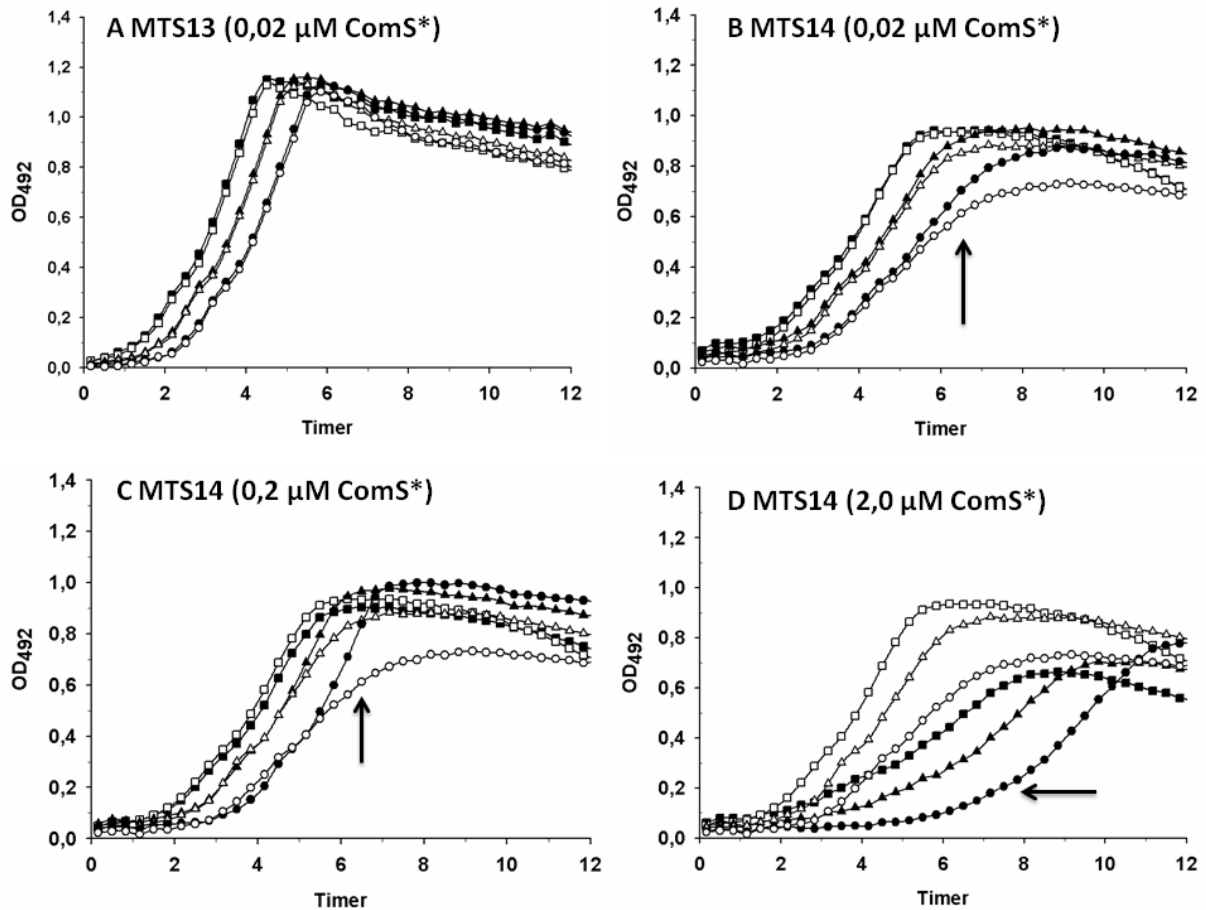 A MTS13 (0,02 µM ComS*)
1,4
1,2
1,0
0,8
0,6
0,4
0,2
0,0
OD492
0 2 4 6 8 10 12
Timer
B MTS14 (0,02 µM ComS*)
1,4
1,2
1,0
0,8
0,6
0,4
0,2
0,0
OD492
0 2 4 6 8 10 12
Timer
C MTS14 (0,2 µM ComS*)
1,4
1,2
1,0
0,8
0,6
0,4
0,2
0,0
OD492
0 2 4 6 8 10 12
Timer
D MTS14 (2,0 µM ComS*)
1,4
1,2
1,0
0,8
0,6
0,4
0,2
0,0
OD492
0 2 4 6 8 10 12
Timer